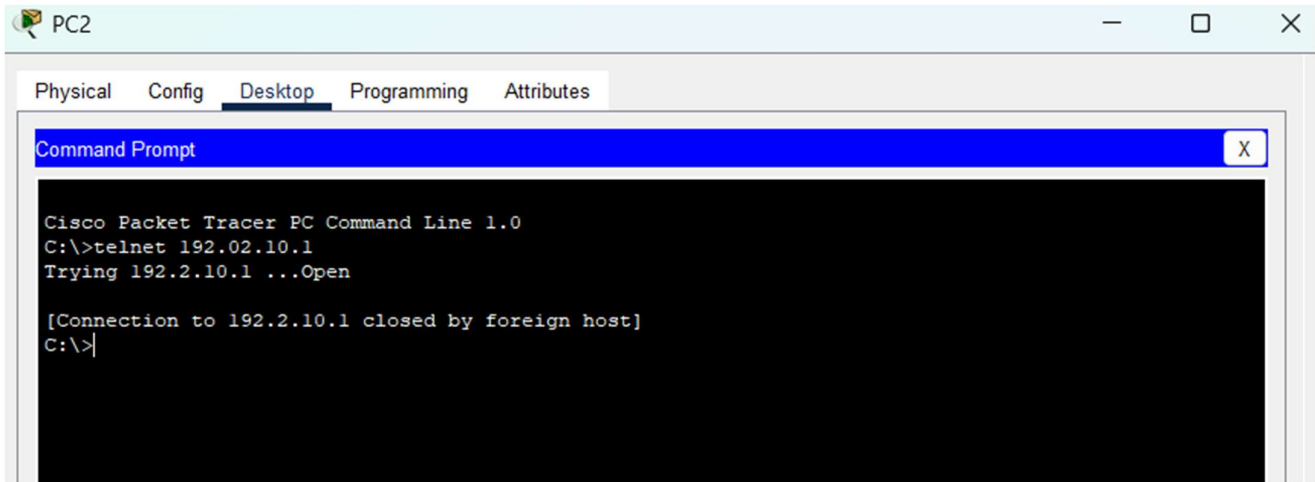 PC2
Physical Config Desktop Programming Attributes
Command Prompt X
Cisco Packet Tracer PC Command Line 1.0
C:\>telnet 192.02.10.1
Trying 192.2.10.1 ...Open
[Connection to 192.2.10.1 closed by foreign host]
C:\>